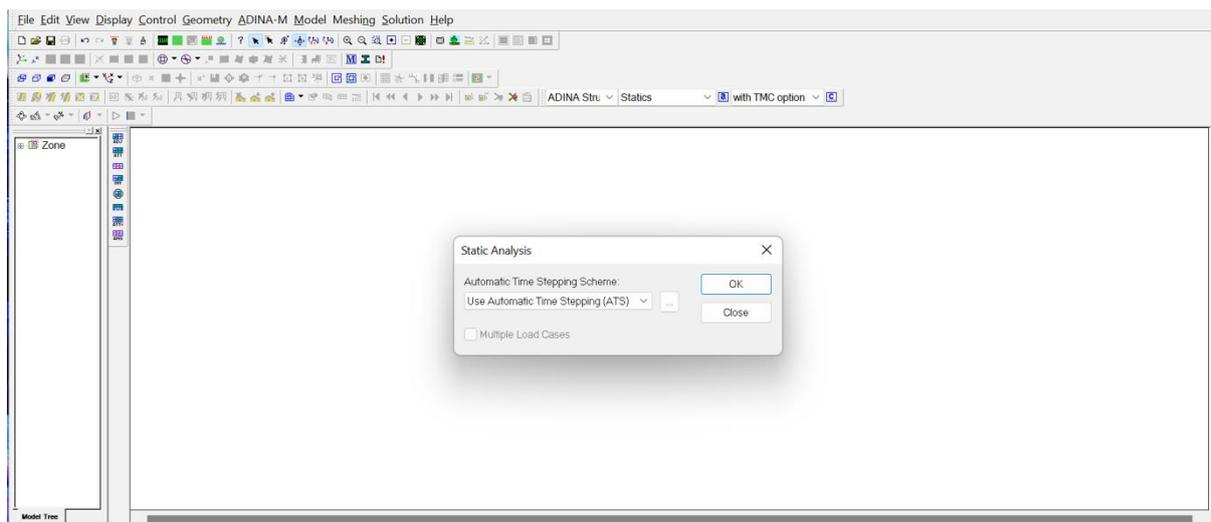 File Edit View Display Control Geometry ADINA-M Model Meshing Solution Help
ADINA Stru Statics with TMC option
Zone
Static Analysis
Automatic Time Stepping Scheme:
OK
Use Automatic Time Stepping (ATS) ...
Close
Multiple Load Cases
Model Tree